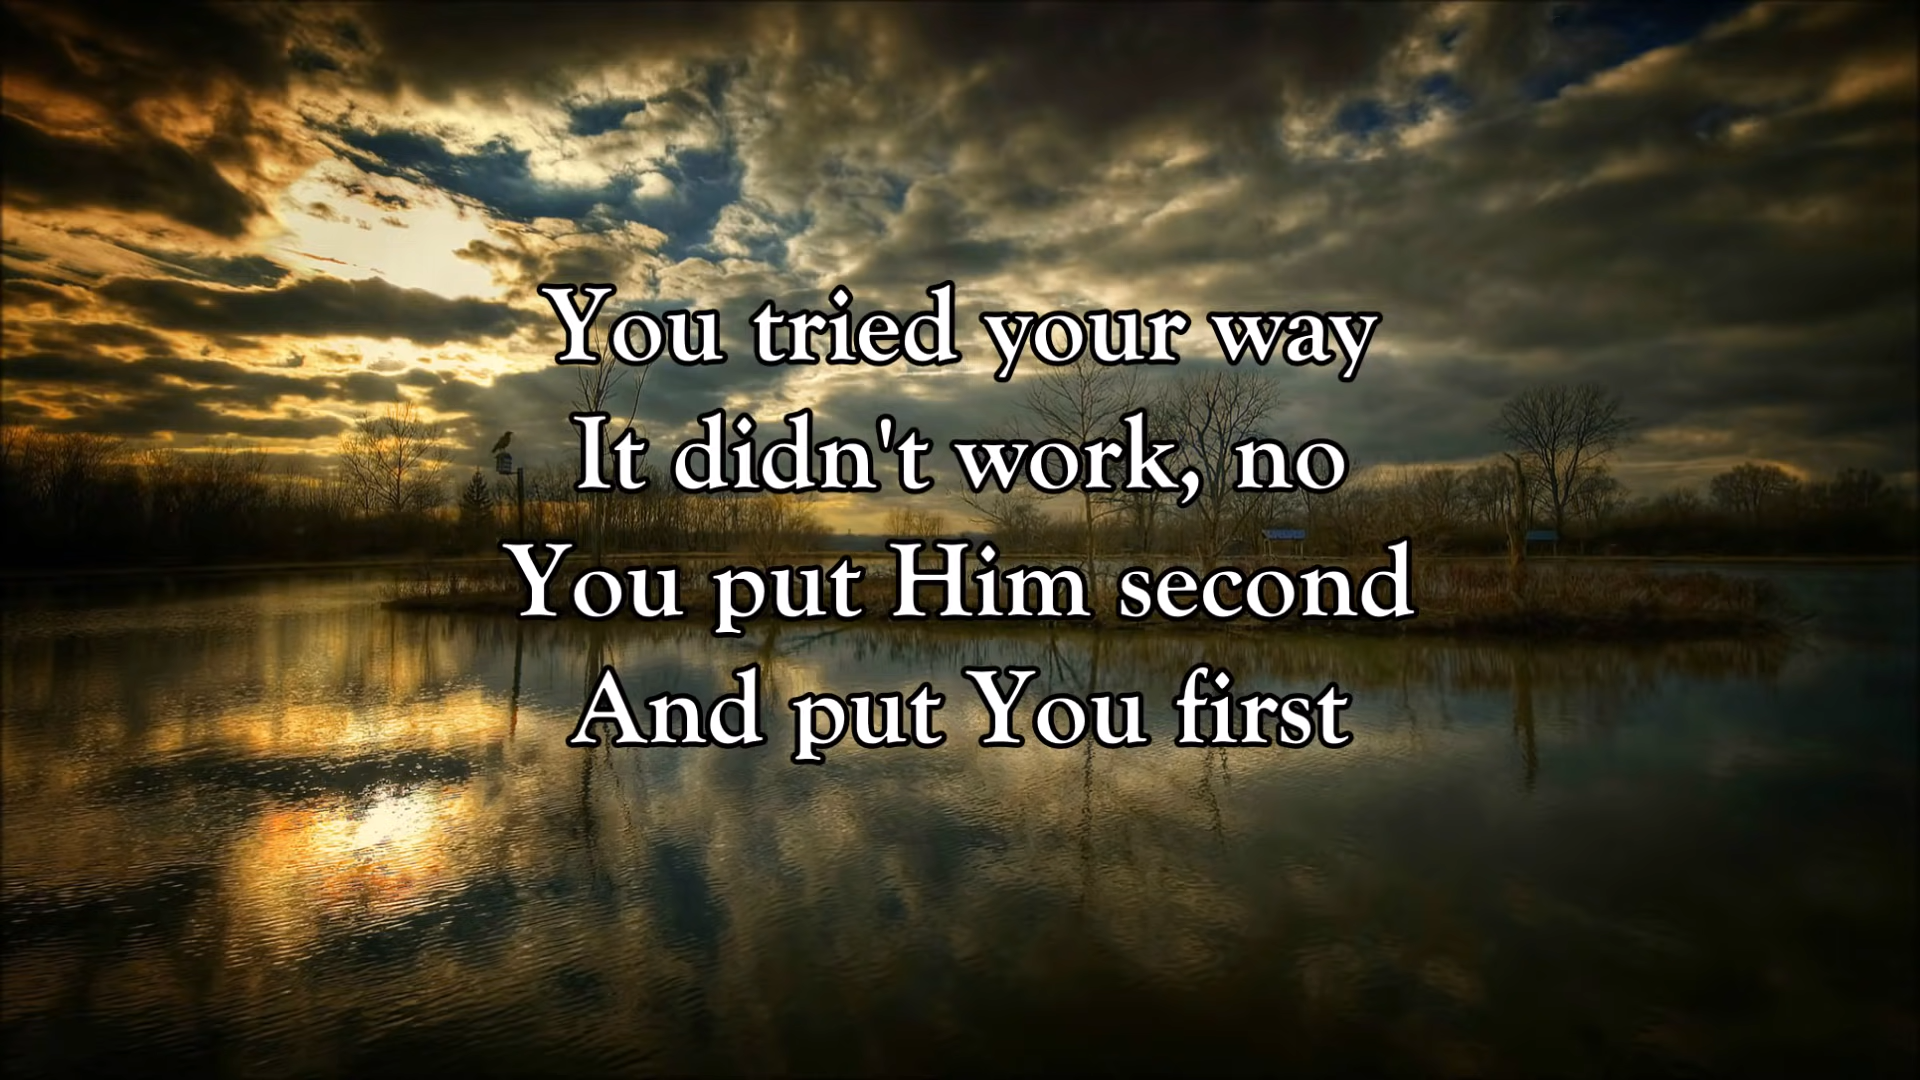 You tried your way
It didn't work, no
You put Him second
And put You first